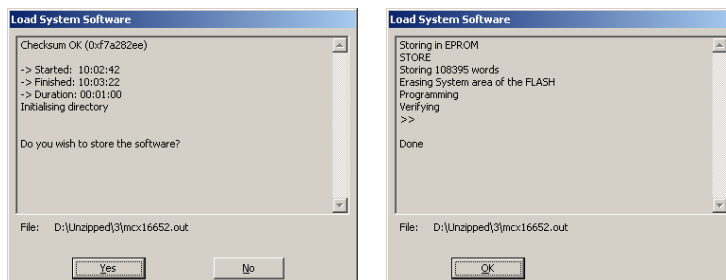 Load System Software
Checksum OK (0xf7a282ee)
-> Started: 10:02:42
-> Finished: 10:03:22
-> Duration: 00:01:00
Initialising directory
Do you wish to store the software?
File: D:\Unzipped\3\mcx16652.out
Yes No
Load System Software
Storing in EPROM
STORE
Storing 108395 words
Erasing System area of the FLASH
Programming
Verifying
>>
Done
File: D:\Unzipped\3\mcx16652.out
OK